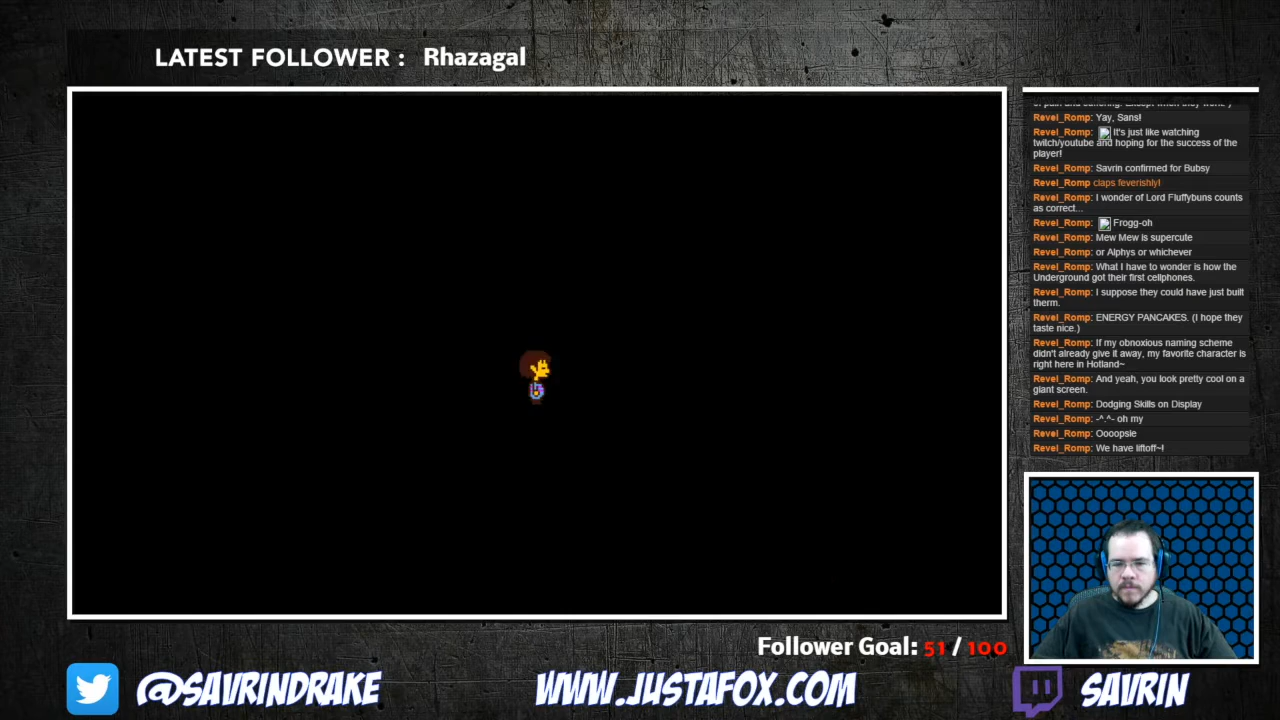 LATEST FOLLOWER : Rhazagal
Revel_Romp: Yay, Sans!
Revel_Romp: It's just like watching
twitch/youtube and hoping for the success of the
player!
Revel_Romp: Savrin confirmed for Bubsy
Revel_Romp claps feverishly!
Revel_Romp: I wonder of Lord Fluffybuns counts
as correct...
Revel_Romp: Frogg-oh
Revel_Romp: Mew Mew is supercute
Revel_Romp: or Alphys or whichever
Revel_Romp: What I have to wonder is how the
Underground got their first cellphones.
Revel_Romp: I suppose they could have just built
therm.
Revel_Romp: ENERGY PANCAKES. (I hope they
taste nice.)
Revel_Romp: If my obnoxious naming scheme
didn't already give it away, my favorite character is
right here in Hotland~
Revel_Romp: And yeah, you look pretty cool on a
giant screen.
Revel_Romp: Dodging Skills on Display
Revel_Romp: -^.^- oh my
Revel_Romp: Oooopsle
Revel_Romp: We have liftoff~!
Follower Goal: 51 / 100
@SAVRINDRAKE
WWW.JUSTAFOX.COM
SAVRIN